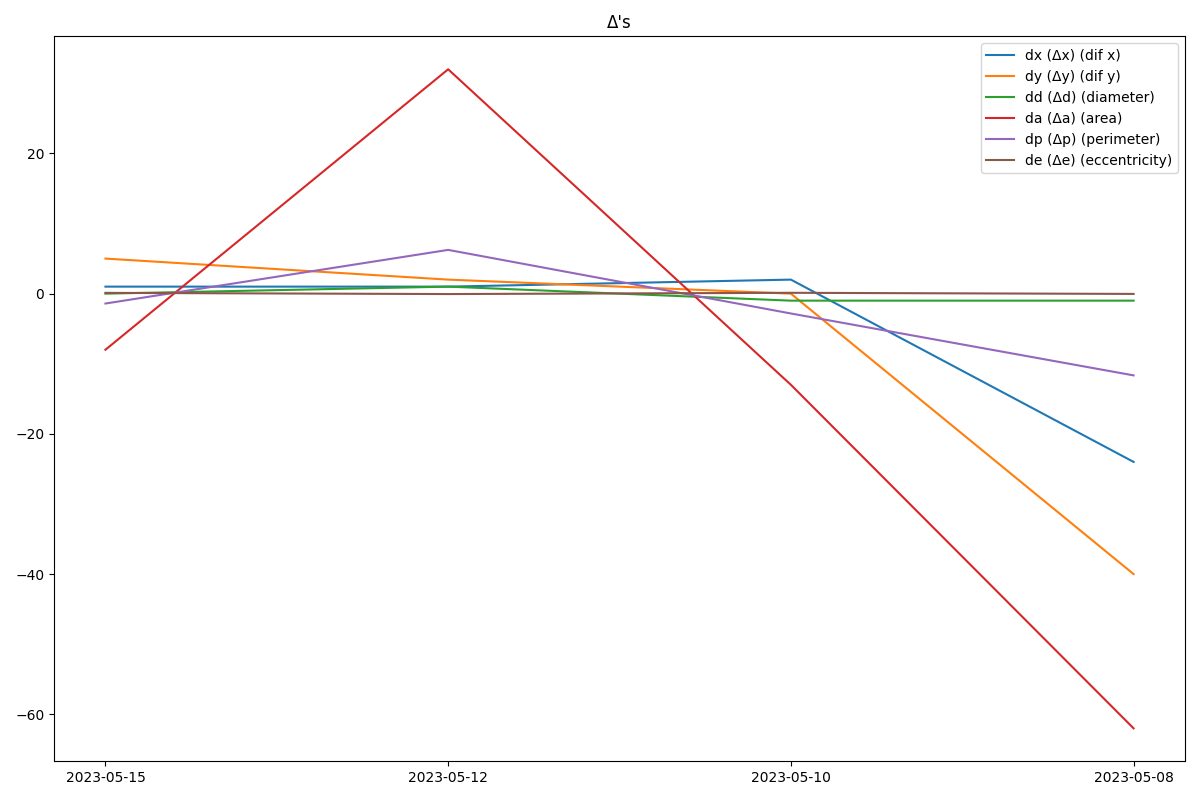 Δ's
dx (Δx) (dif x)
dy (Δy) (dif y)
dd (Δd) (diameter)
da (Δa) (area)
dp (Δp) (perimeter)
de (Δe) (eccentricity)
20
0
−20
−40
−60
2023-05-15 2023-05-12 2023-05-10 2023-05-08